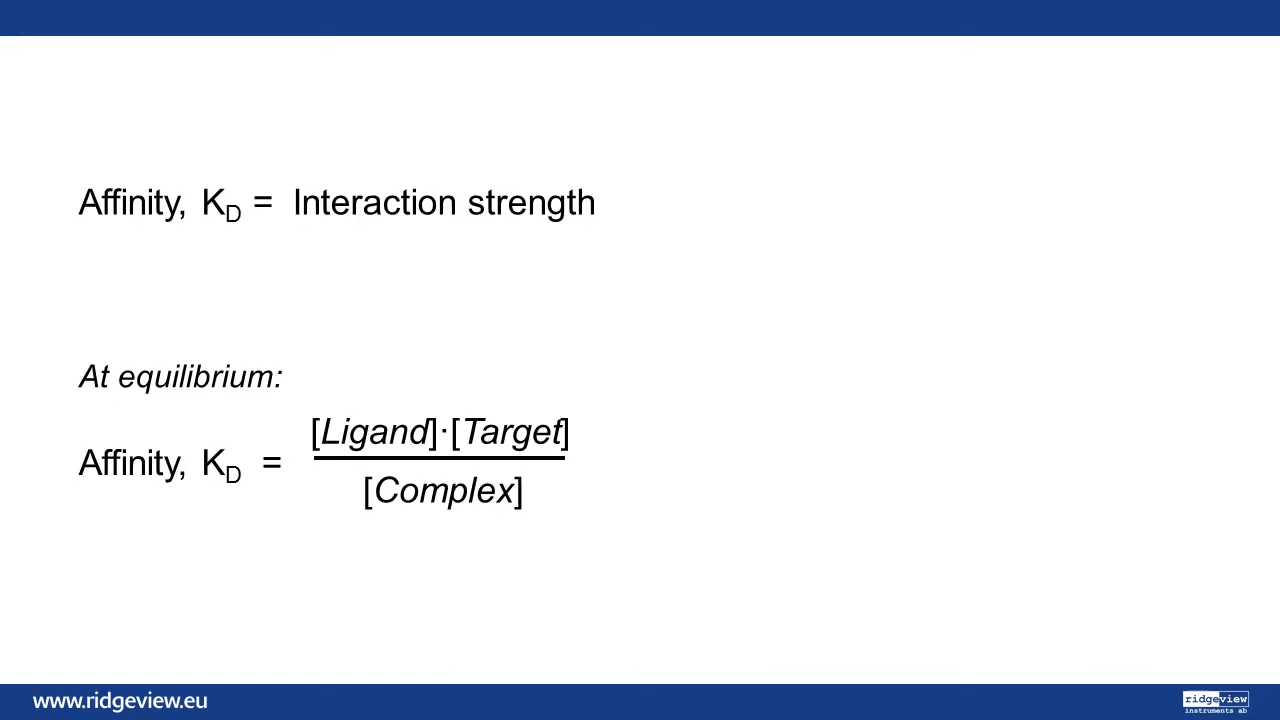 Affinity, KD = Interaction strength
At equilibrium:
Affinity, KD = [Ligand]·[Target]
[Complex]
www.ridgeview.eu
ridgeview
instruments ab